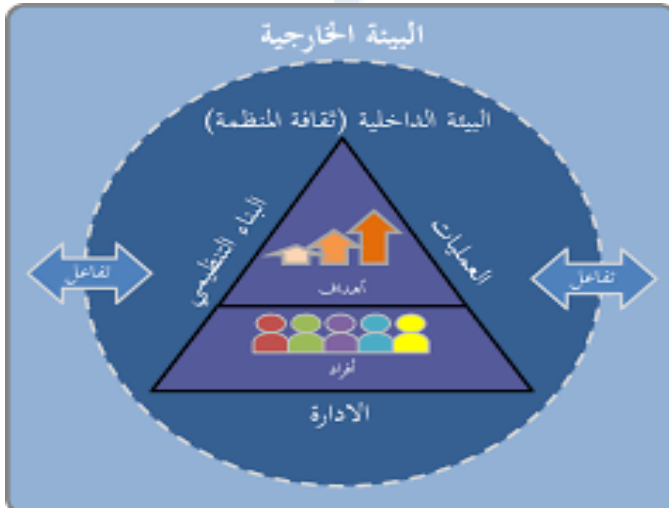 البيئة الخارجية
البيئة الداخلية (ثقافة المنظمة)
العمليات
البناء التنظيمي
تفاعل
تفاعل
أهداف
أفراد
الادارة